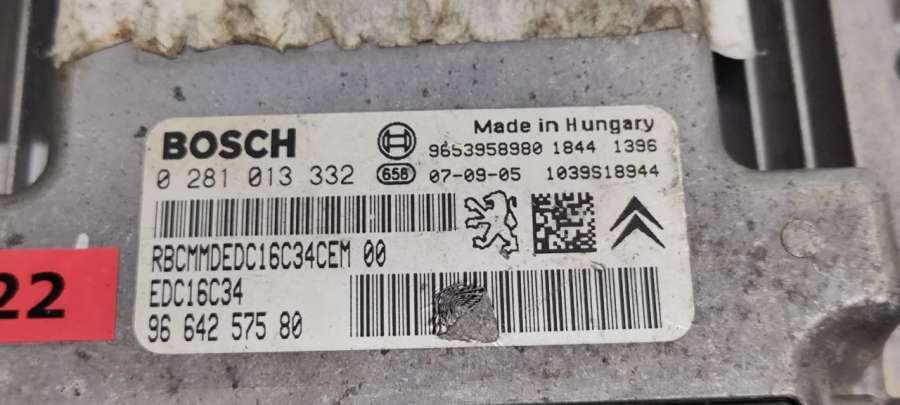 BOSCH
Made in Hungary
9653958980 1844 1396
0 281 013 332
658
07-09-05 1039S18944
RBCMMDEDC16C34CEM 00
EDC16C34
96 642 575 80
22